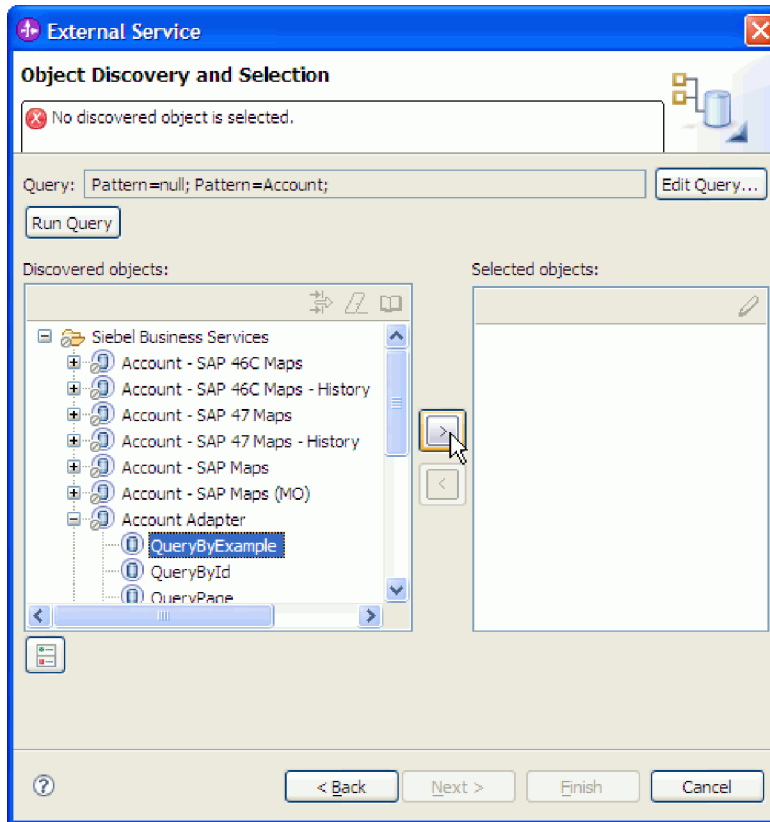 External Service
Object Discovery and Selection
No discovered object is selected.
Query: Pattern=null; Pattern=Account; Edit Query...
Run Query
Discovered objects: Selected objects:
Siebel Business Services
Account - SAP 46C Maps
Account - SAP 46C Maps - History
Account - SAP 47 Maps
Account - SAP 47 Maps - History
Account - SAP Maps
Account - SAP Maps (MO)
Account Adapter
QueryByExample
QueryById
QueryPage
< Back Next > Finish Cancel